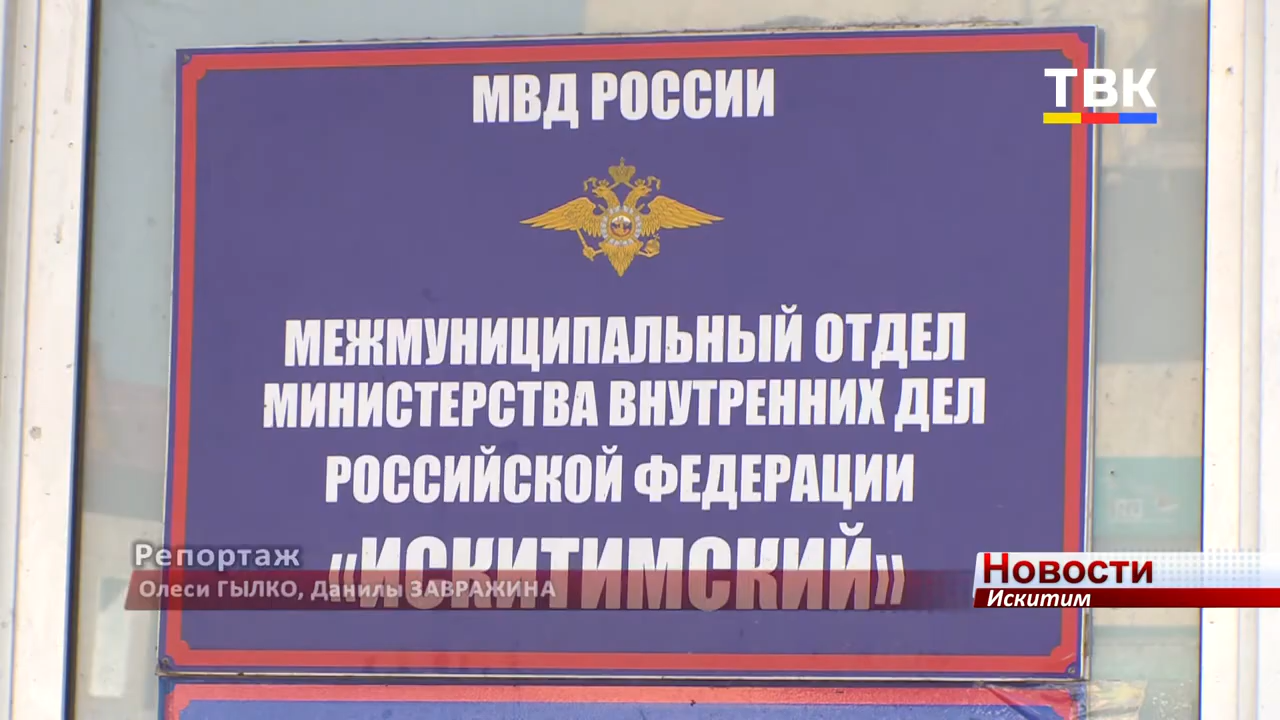 МВД РОССИИ
ТВК
МЕЖМУНИЦИПАЛЬНЫЙ ОТДЕЛ
МИНИСТЕРСТВА ВНУТРЕННИХ ДЕЛ
РОССИЙСКОЙ ФЕДЕРАЦИИ
«ИСКИТИМСКИЙ»
Репортаж
Олеси ГЫЛКО, Данилы ЗАВРАЖИНА
Новости
Искитим